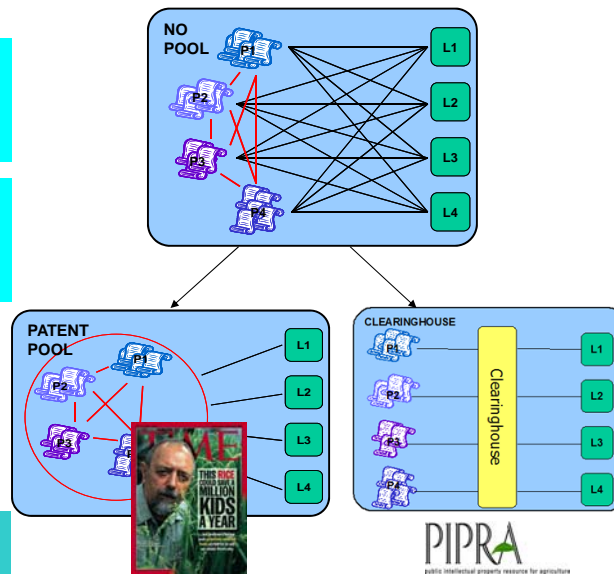 NO
POOL
P1
P2
P3
P4
L1
L2
L3
L4
PATENT
POOL
P1
P2
P3
L1
L2
L3
L4
TIME
THIS RICE
COULD SAVE A
MILLION
KIDS
A YEAR
CLEARINGHOUSE
P1
P2
P3
P4
Clearinghouse
L1
L2
L3
L4
PIPRA
public intellectual property resource for agriculture